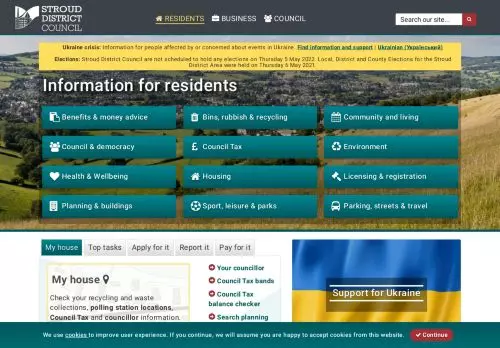 STROUD
DISTRICT
COUNCIL
RESIDENTS
BUSINESS
COUNCIL
Search our site...
Ukraine crisis: Information for people affected by or concerned about events in Ukraine. Find information and support | Ukrainian (Український)
Elections: Stroud District Council are not scheduled to hold any elections on Thursday 5 May 2022. Local, District and County Elections for the Stroud
District Area were held on Thursday 6 May 2021.
Information for residents
Benefits & money advice
Bins, rubbish & recycling
Community and living
Council & democracy
Council Tax
Environment
Health & Wellbeing
Housing
Licensing & registration
Planning & buildings
Sport, leisure & parks
Parking, streets & travel
My house
Top tasks
Apply for it
Report it
Pay for it
My house
Check your recycling and waste
collections, polling station locations,
Council Tax and councillor information.
Your councillor
Council Tax bands
Council Tax
balance checker
Search planning
Support for Ukraine
We use cookies to improve user experience. If you continue, we will assume you are happy to accept cookies from this website.
Continue